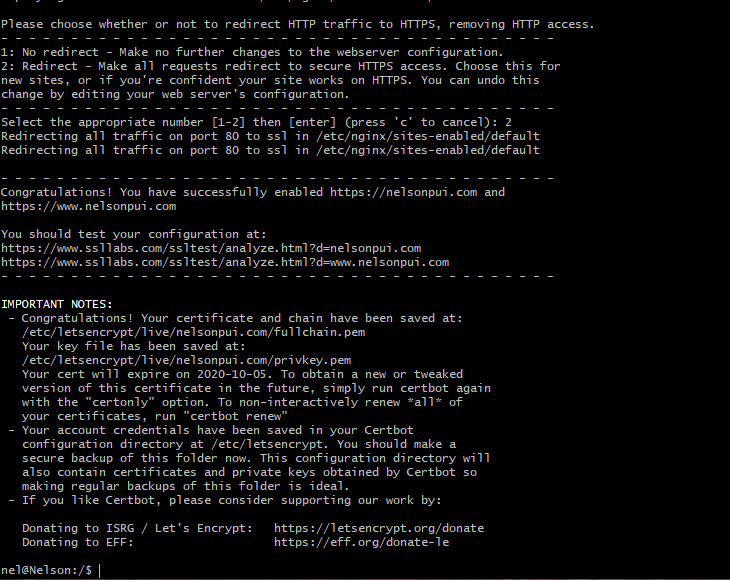 Please choose whether or not to redirect HTTP traffic to HTTPS, removing HTTP access.
- - - - - - - - - - - - - - - - - - - - - - - - - - - - - - - - - - - - - - - -
1: No redirect - Make no further changes to the webserver configuration.
2: Redirect - Make all requests redirect to secure HTTPS access. Choose this for
new sites, or if you're confident your site works on HTTPS. You can undo this
change by editing your web server's configuration.
- - - - - - - - - - - - - - - - - - - - - - - - - - - - - - - - - - - - - - - -
Select the appropriate number [1-2] then [enter] (press 'c' to cancel): 2
Redirecting all traffic on port 80 to ssl in /etc/nginx/sites-enabled/default
Redirecting all traffic on port 80 to ssl in /etc/nginx/sites-enabled/default
- - - - - - - - - - - - - - - - - - - - - - - - - - - - - - - - - - - - - - - -
Congratulations! You have successfully enabled https://nelsonpui.com and
https://www.nelsonpui.com
You should test your configuration at:
https://www.ssllabs.com/ssltest/analyze.html?d=nelsonpui.com
https://www.ssllabs.com/ssltest/analyze.html?d=www.nelsonpui.com
- - - - - - - - - - - - - - - - - - - - - - - - - - - - - - - - - - - - - - - -
IMPORTANT NOTES:
- Congratulations! Your certificate and chain have been saved at:
/etc/letsencrypt/live/nelsonpui.com/fullchain.pem
Your key file has been saved at:
/etc/letsencrypt/live/nelsonpui.com/privkey.pem
Your cert will expire on 2020-10-05. To obtain a new or tweaked
version of this certificate in the future, simply run certbot again
with the "certonly" option. To non-interactively renew *all* of
your certificates, run "certbot renew"
- Your account credentials have been saved in your Certbot
configuration directory at /etc/letsencrypt. You should make a
secure backup of this folder now. This configuration directory will
also contain certificates and private keys obtained by Certbot so
making regular backups of this folder is ideal.
- If you like Certbot, please consider supporting our work by:
Donating to ISRG / Let's Encrypt: https://letsencrypt.org/donate
Donating to EFF: https://eff.org/donate-le
nel@Nelson:/$